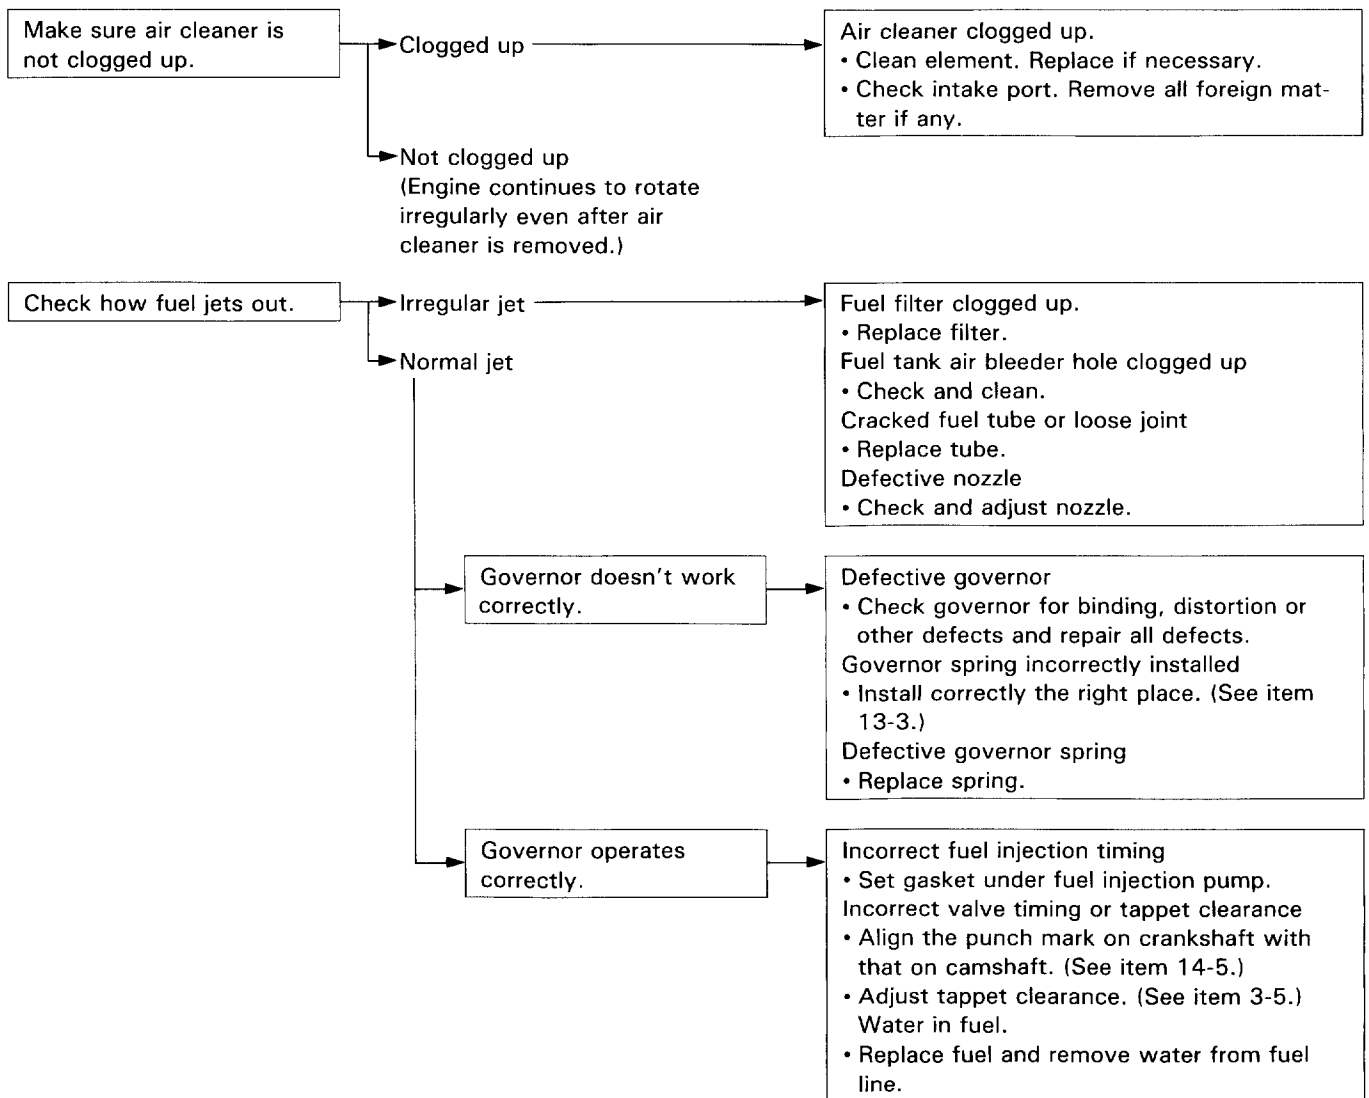 Make sure air cleaner is
not clogged up.
Clogged up
Air cleaner clogged up.
• Clean element. Replace if necessary.
• Check intake port. Remove all foreign mat-
ter if any.
Not clogged up
(Engine continues to rotate
irregularly even after air
cleaner is removed.)
Check how fuel jets out.
Irregular jet
Normal jet
Fuel filter clogged up.
• Replace filter.
Fuel tank air bleeder hole clogged up
• Check and clean.
Cracked fuel tube or loose joint
• Replace tube.
Defective nozzle
• Check and adjust nozzle.
Governor doesn't work
correctly.
Defective governor
• Check governor for binding, distortion or
other defects and repair all defects.
Governor spring incorrectly installed
• Install correctly the right place. (See item
13-3.)
Defective governor spring
• Replace spring.
Governor operates
correctly.
Incorrect fuel injection timing
• Set gasket under fuel injection pump.
Incorrect valve timing or tappet clearance
• Align the punch mark on crankshaft with
that on camshaft. (See item 14-5.)
• Adjust tappet clearance. (See item 3-5.)
Water in fuel.
• Replace fuel and remove water from fuel
line.